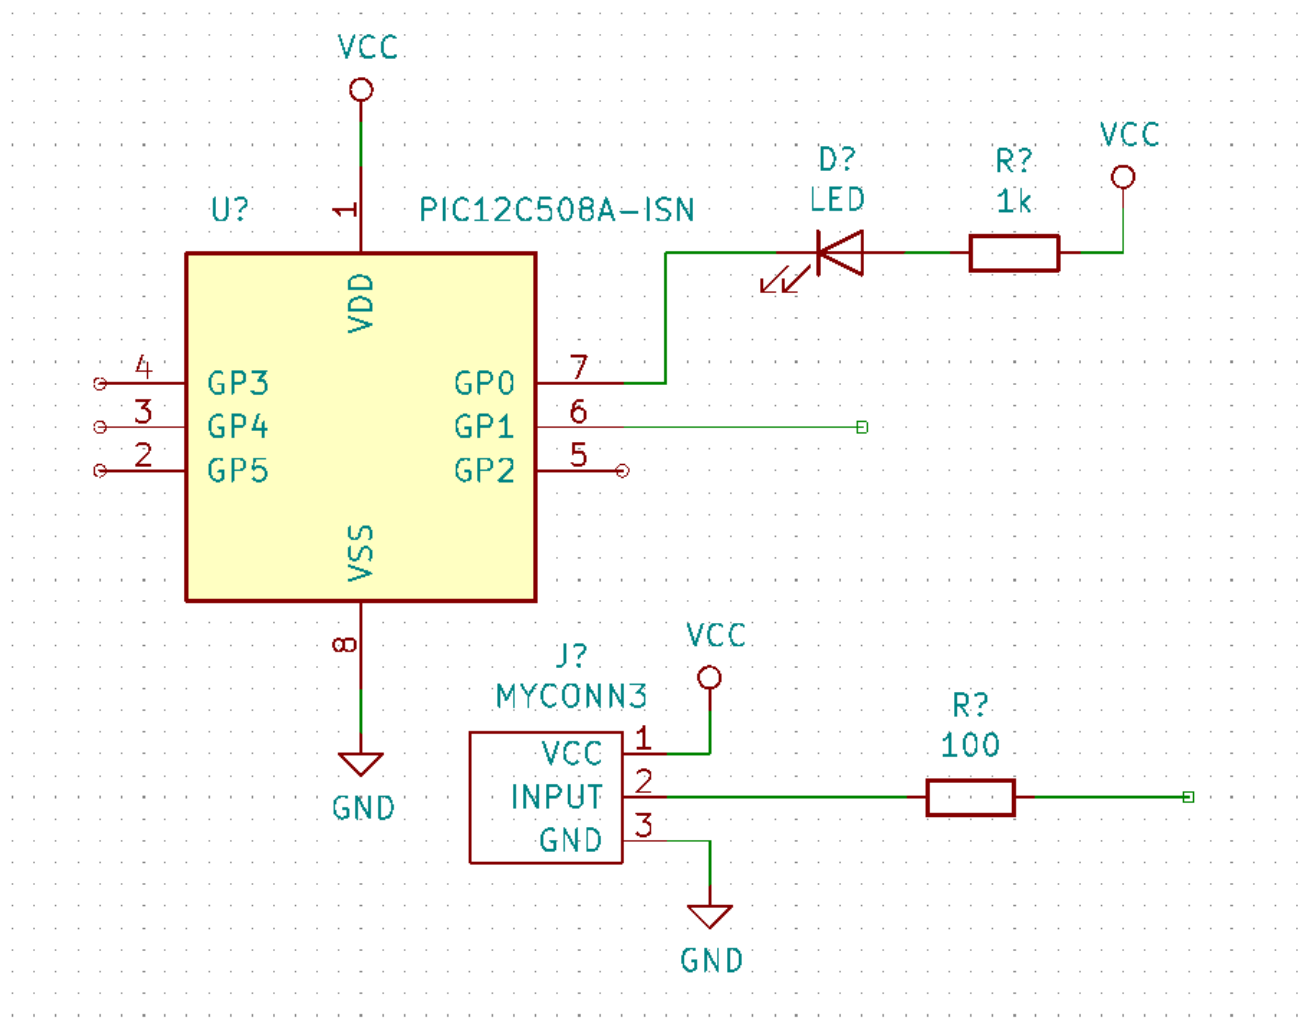 VCC
VCC
D?
R?
LED
1k
U?
1
PIC12C508A-ISN
VDD
4
GP3
GP0
7
3
GP4
GP1
6
2
GP5
GP2
5
VSS
8
GND
J?
VCC
MYCONN3
VCC
1
INPUT
2
GND
3
R?
100
GND